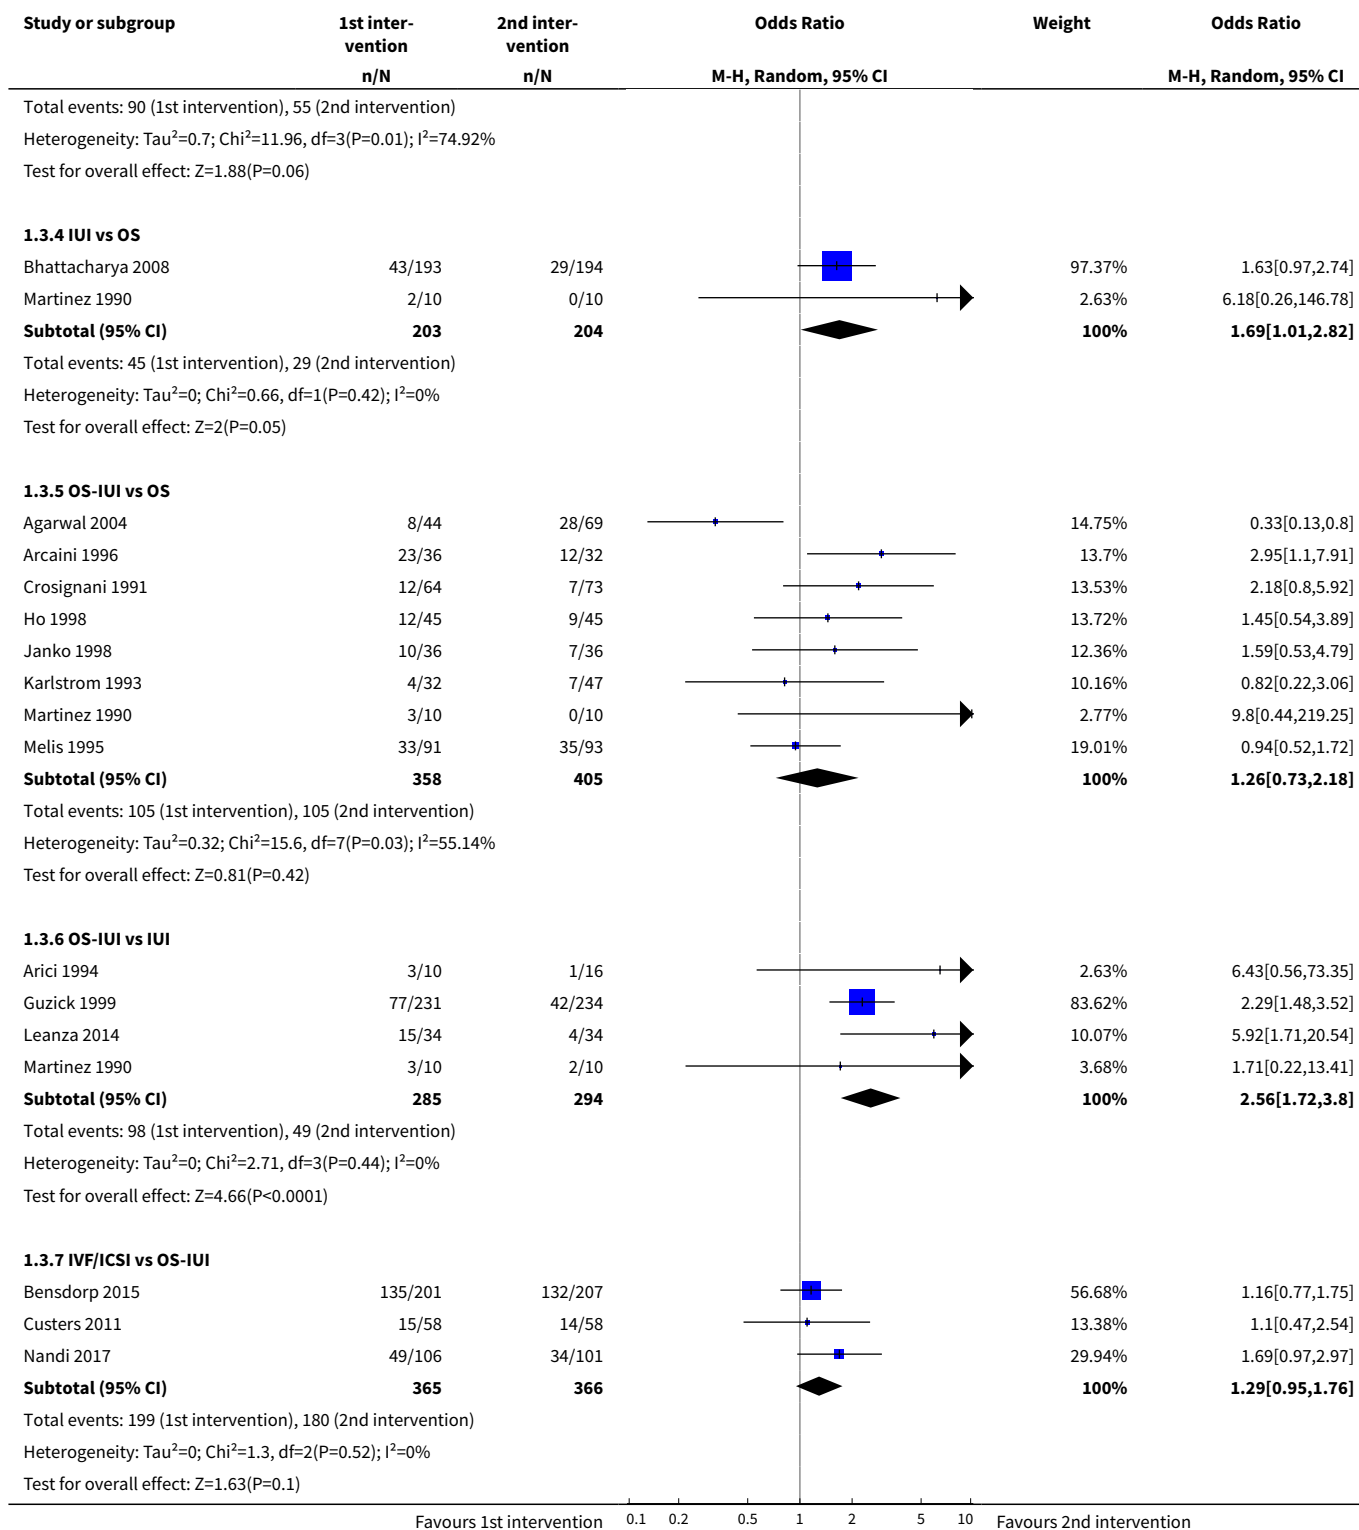 Study or subgroup 1st inter- 2nd inter- Odds Ratio Weight Odds Ratio
vention vention
n/N n/N M-H, Random, 95% CI M-H, Random, 95% CI
Total events: 90 (1st intervention), 55 (2nd intervention)
Heterogeneity: Tau²=0.7; Chi²=11.96, df=3(P=0.01); I²=74.92%
Test for overall effect: Z=1.88(P=0.06)
1.3.4 IUI vs OS
Bhattacharya 2008 43/193 29/194 97.37% 1.63[0.97,2.74]
Martinez 1990 2/10 0/10 2.63% 6.18[0.26,146.78]
Subtotal (95% CI) 203 204 100% 1.69[1.01,2.82]
Total events: 45 (1st intervention), 29 (2nd intervention)
Heterogeneity: Tau²=0; Chi²=0.66, df=1(P=0.42); I²=0%
Test for overall effect: Z=2(P=0.05)
1.3.5 OS-IUI vs OS
Agarwal 2004 8/44 28/69 14.75% 0.33[0.13,0.8]
Arcaini 1996 23/36 12/32 13.7% 2.95[1.1,7.91]
Crosignani 1991 12/64 7/73 13.53% 2.18[0.8,5.92]
Ho 1998 12/45 9/45 13.72% 1.45[0.54,3.89]
Janko 1998 10/36 7/36 12.36% 1.59[0.53,4.79]
Karlstrom 1993 4/32 7/47 10.16% 0.82[0.22,3.06]
Martinez 1990 3/10 0/10 2.77% 9.8[0.44,219.25]
Melis 1995 33/91 35/93 19.01% 0.94[0.52,1.72]
Subtotal (95% CI) 358 405 100% 1.26[0.73,2.18]
Total events: 105 (1st intervention), 105 (2nd intervention)
Heterogeneity: Tau²=0.32; Chi²=15.6, df=7(P=0.03); I²=55.14%
Test for overall effect: Z=0.81(P=0.42)
1.3.6 OS-IUI vs IUI
Arici 1994 3/10 1/16 2.63% 6.43[0.56,73.35]
Guzick 1999 77/231 42/234 83.62% 2.29[1.48,3.52]
Leanza 2014 15/34 4/34 10.07% 5.92[1.71,20.54]
Martinez 1990 3/10 2/10 3.68% 1.71[0.22,13.41]
Subtotal (95% CI) 285 294 100% 2.56[1.72,3.8]
Total events: 98 (1st intervention), 49 (2nd intervention)
Heterogeneity: Tau²=0; Chi²=2.71, df=3(P=0.44); I²=0%
Test for overall effect: Z=4.66(P<0.0001)
1.3.7 IVF/ICSI vs OS-IUI
Bensdorp 2015 135/201 132/207 56.68% 1.16[0.77,1.75]
Custers 2011 15/58 14/58 13.38% 1.1[0.47,2.54]
Nandi 2017 49/106 34/101 29.94% 1.69[0.97,2.97]
Subtotal (95% CI) 365 366 100% 1.29[0.95,1.76]
Total events: 199 (1st intervention), 180 (2nd intervention)
Heterogeneity: Tau²=0; Chi²=1.3, df=2(P=0.52); I²=0%
Test for overall effect: Z=1.63(P=0.1)
Favours 1st intervention 0.1 0.2 0.5 1 2 5 10 Favours 2nd intervention